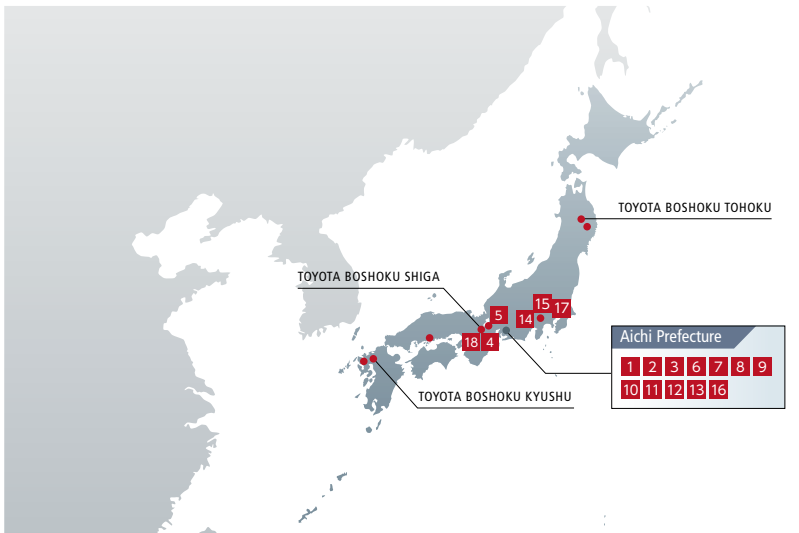 TOYOTA BOSHOKU TOHOKU
TOYOTA BOSHOKU SHIGA
15 17
5 14
18 4
Aichi Prefecture
1 2 3 6 7 8 9
10 11 12 13 16
TOYOTA BOSHOKU KYUSHU